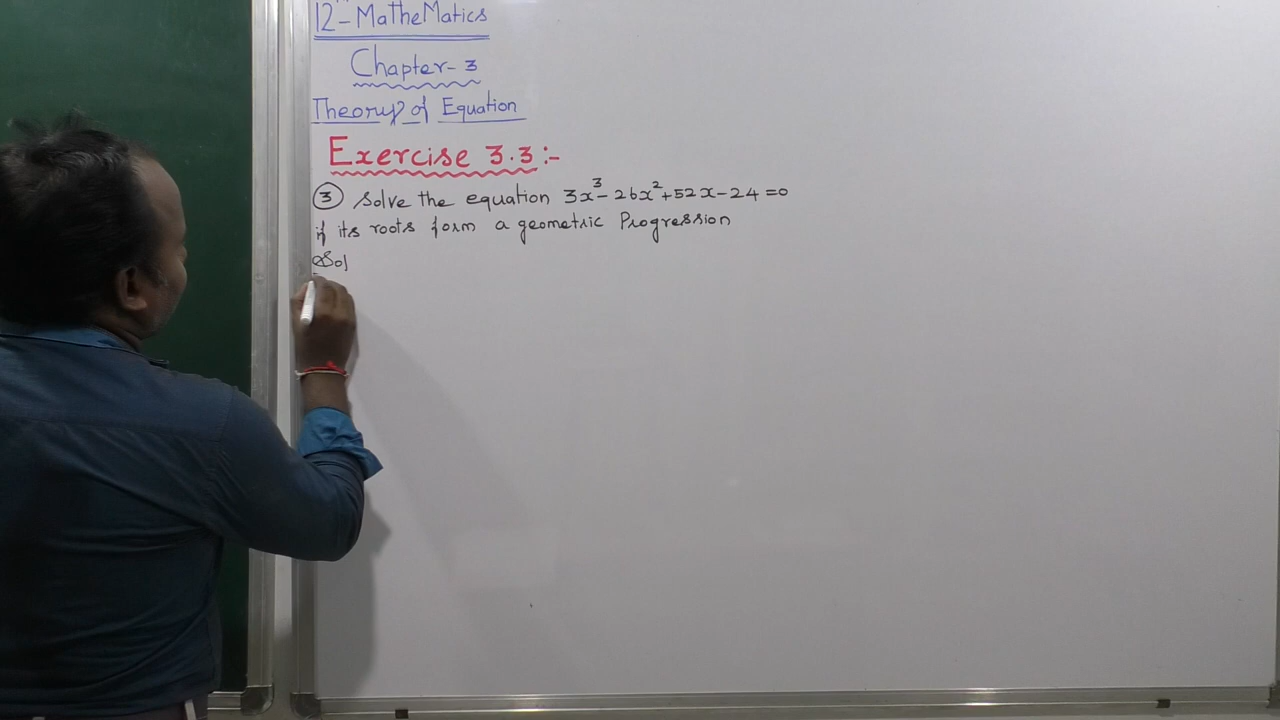 12-MatheMatics
Chapter-3
Theory of Equation
Exercise 3.3:-
③ Solve the equation 3x³-26x²+52x-24=0
if its roots form a geometric Progression
Sol